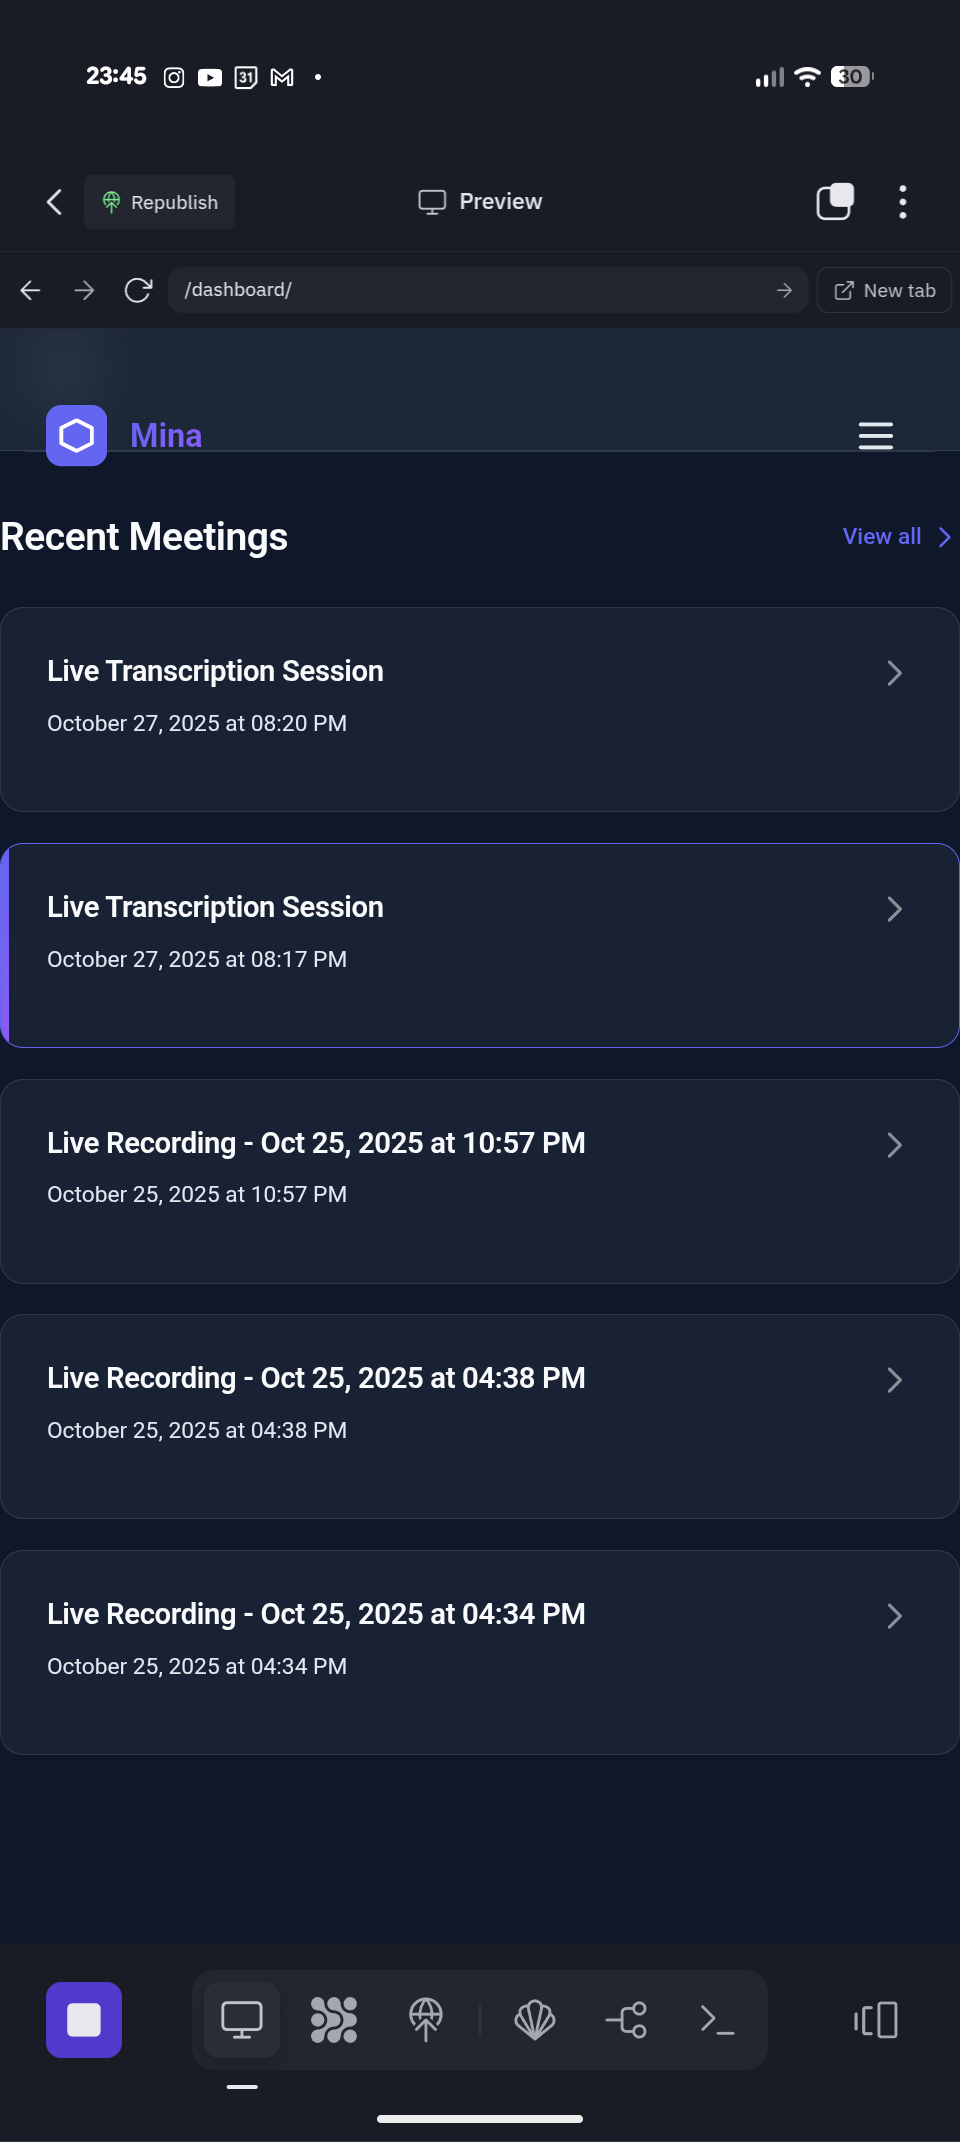 23:45
31
30
Republish
Preview
/dashboard/
New tab
Mina
Recent Meetings
View all
Live Transcription Session
October 27, 2025 at 08:20 PM
Live Transcription Session
October 27, 2025 at 08:17 PM
Live Recording - Oct 25, 2025 at 10:57 PM
October 25, 2025 at 10:57 PM
Live Recording - Oct 25, 2025 at 04:38 PM
October 25, 2025 at 04:38 PM
Live Recording - Oct 25, 2025 at 04:34 PM
October 25, 2025 at 04:34 PM